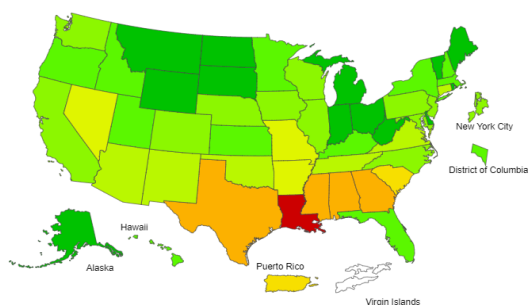 New York City
District of Columbia
Hawaii
Alaska
Puerto Rico
Virgin Islands